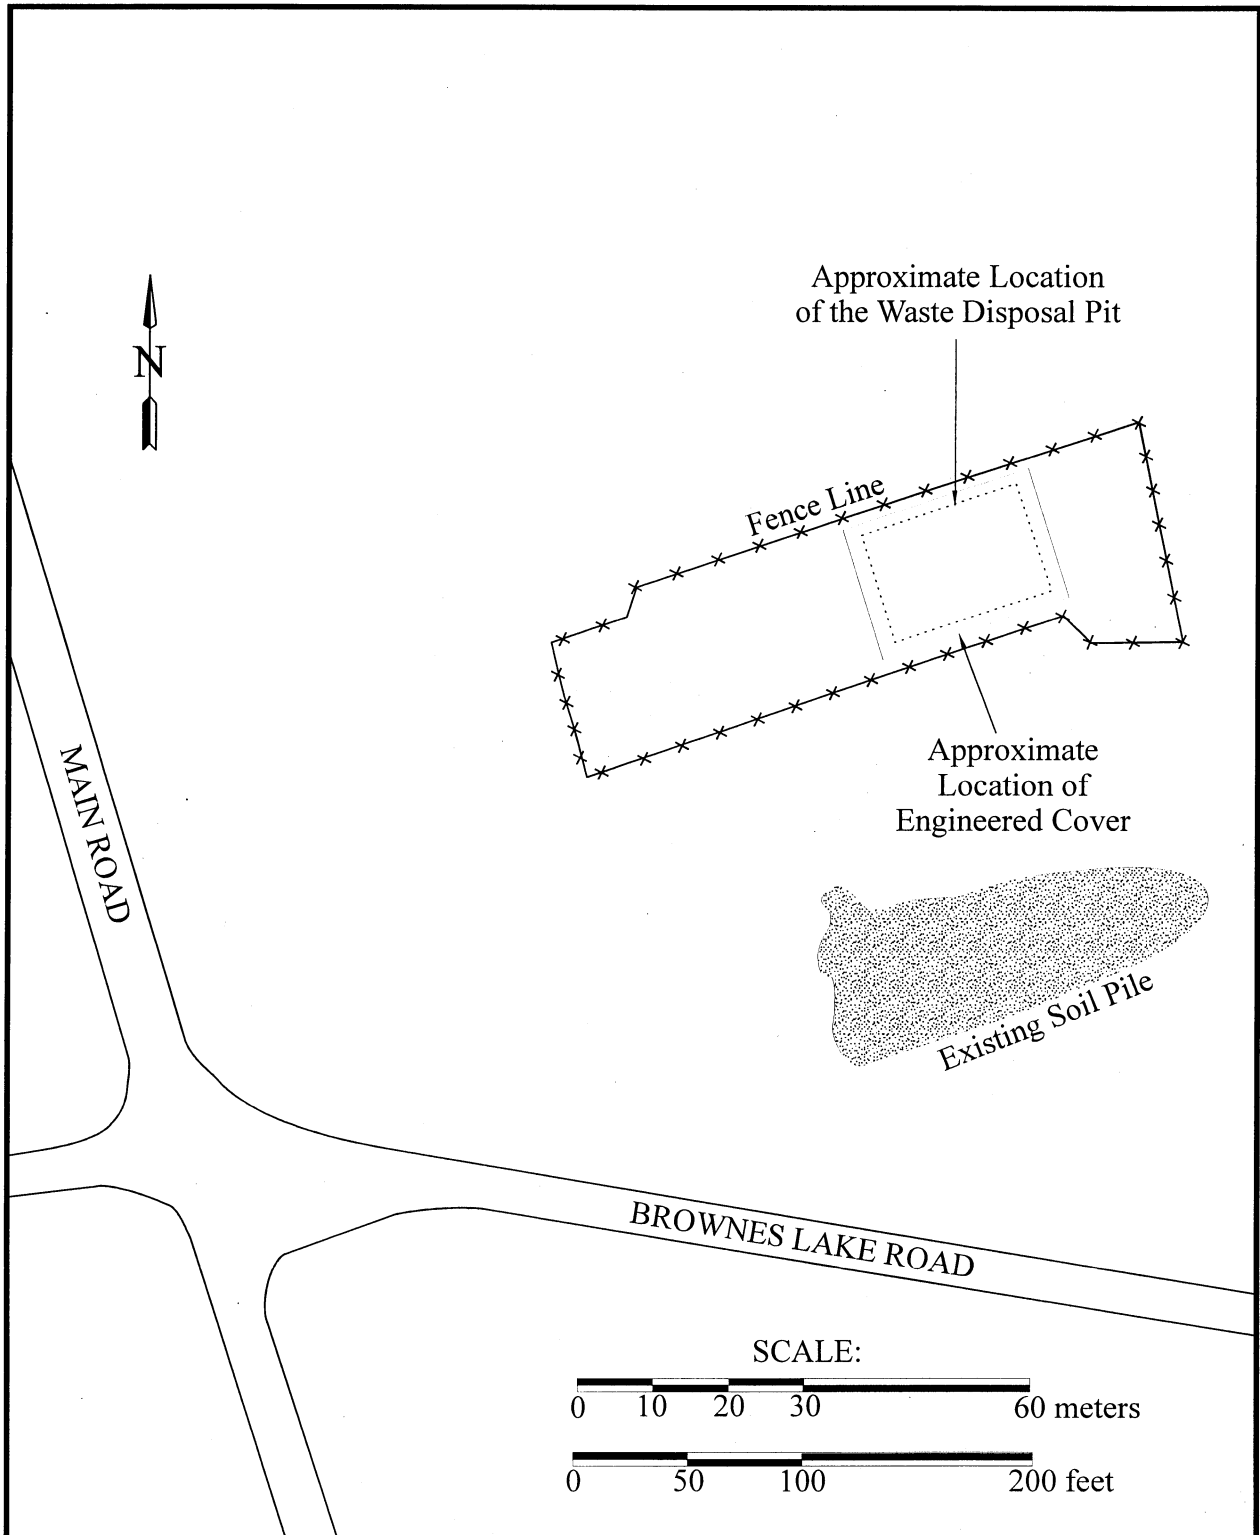 Approximate Location
of the Waste Disposal Pit
N
Fence Line
Approximate
Location of
Engineered Cover
MAIN ROAD
Existing Soil Pile
BROWNES LAKE ROAD
SCALE:
0 10 20 30 60 meters
0 50 100 200 feet